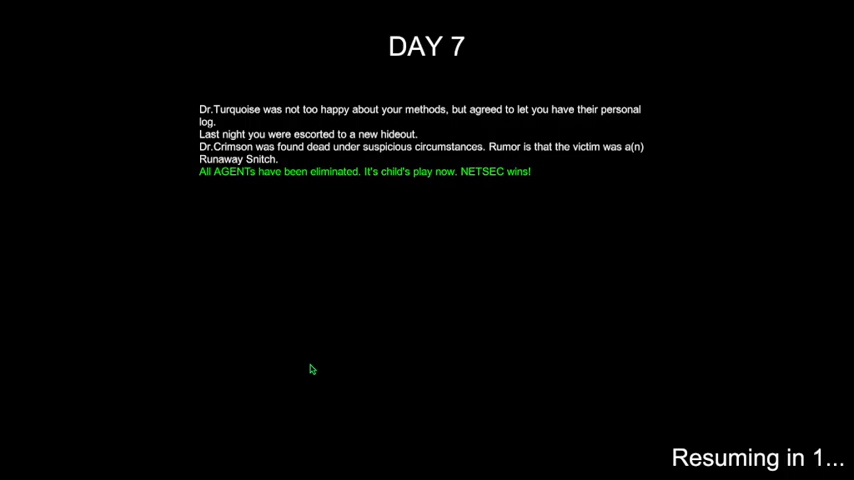 DAY 7
Dr.Turquoise was not too happy about your methods, but agreed to let you have their personal
log.
Last night you were escorted to a new hideout.
Dr.Crimson was found dead under suspicious circumstances. Rumor is that the victim was a(n)
Runaway Snitch.
All AGENTs have been eliminated. It's child's play now. NETSEC wins!
Resuming in 1...